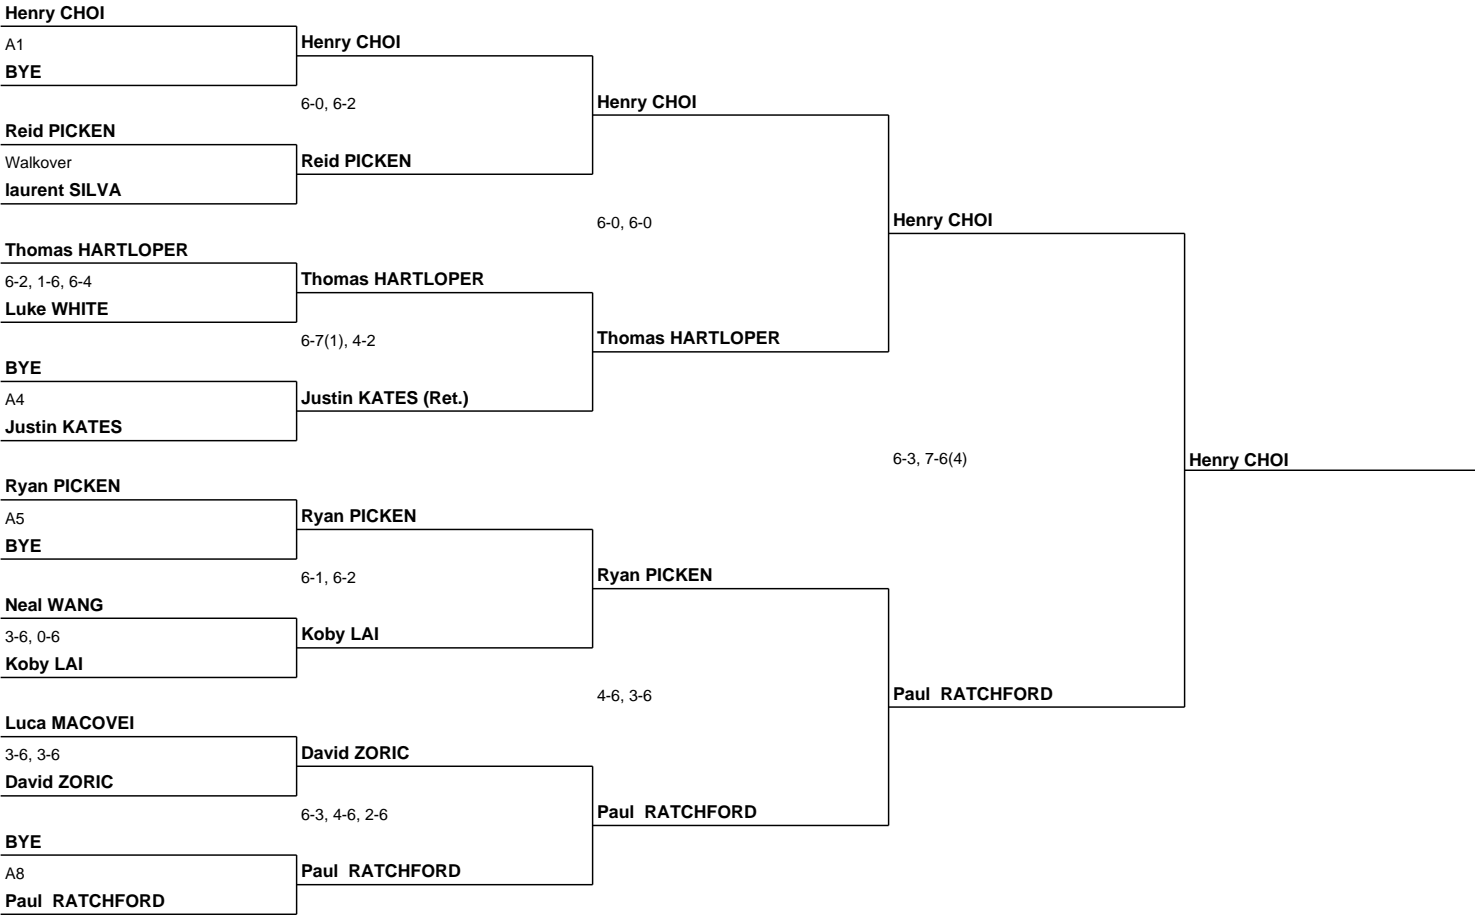 Henry CHOI
A1
BYE
Reid PICKEN
Walkover
laurent SILVA
Thomas HARTLOPER
6-2, 1-6, 6-4
Luke WHITE
BYE
A4
Justin KATES
Ryan PICKEN
A5
BYE
Neal WANG
3-6, 0-6
Koby LAI
Luca MACOVEI
3-6, 3-6
David ZORIC
BYE
A8
Paul RATCHFORD
Henry CHOI
6-0, 6-2
Reid PICKEN
Thomas HARTLOPER
6-7(1), 4-2
Justin KATES (Ret.)
Ryan PICKEN
6-1, 6-2
Koby LAI
David ZORIC
6-3, 4-6, 2-6
Paul RATCHFORD
Henry CHOI
6-0, 6-0
Thomas HARTLOPER
Ryan PICKEN
4-6, 3-6
Paul RATCHFORD
Henry CHOI
6-3, 7-6(4)
Paul RATCHFORD
Henry CHOI